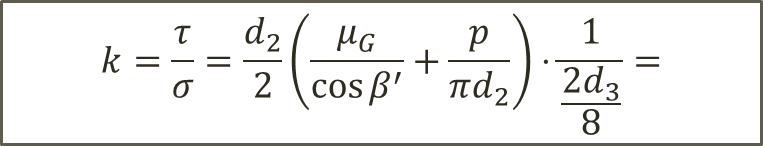 k = τ/σ = d₂/2 (μ_G/cos β′ + p/πd₂) · 1/(2d₃/8) =